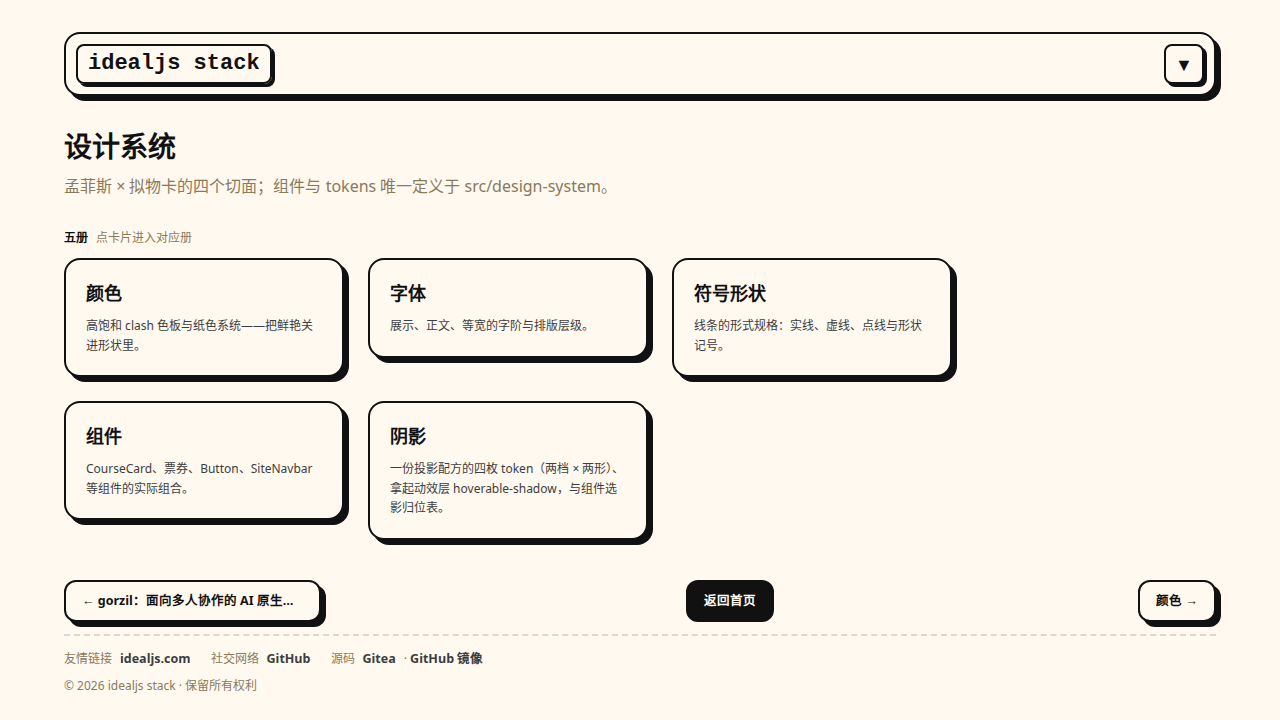 idealjs stack
▼
设计系统
孟菲斯 × 拟物卡的四个切面；组件与 tokens 唯一定义于 src/design-system。
五册 点卡片进入对应册
颜色
高饱和 clash 色板与纸色系统——把鲜艳关
进形状里。
字体
展示、正文、等宽的字阶与排版层级。
符号形状
线条的形式规格：实线、虚线、点线与形状
记号。
组件
CourseCard、票券、Button、SiteNavbar
等组件的实际组合。
阴影
一份投影配方的四枚 token（两档 × 两形）、
拿起动效层 hoverable-shadow，与组件选
影归位表。
← gorzil：面向多人协作的 AI 原生…
返回首页
颜色 →
友情链接 idealjs.com 社交网络 GitHub 源码 Gitea · GitHub 镜像
© 2026 idealjs stack · 保留所有权利